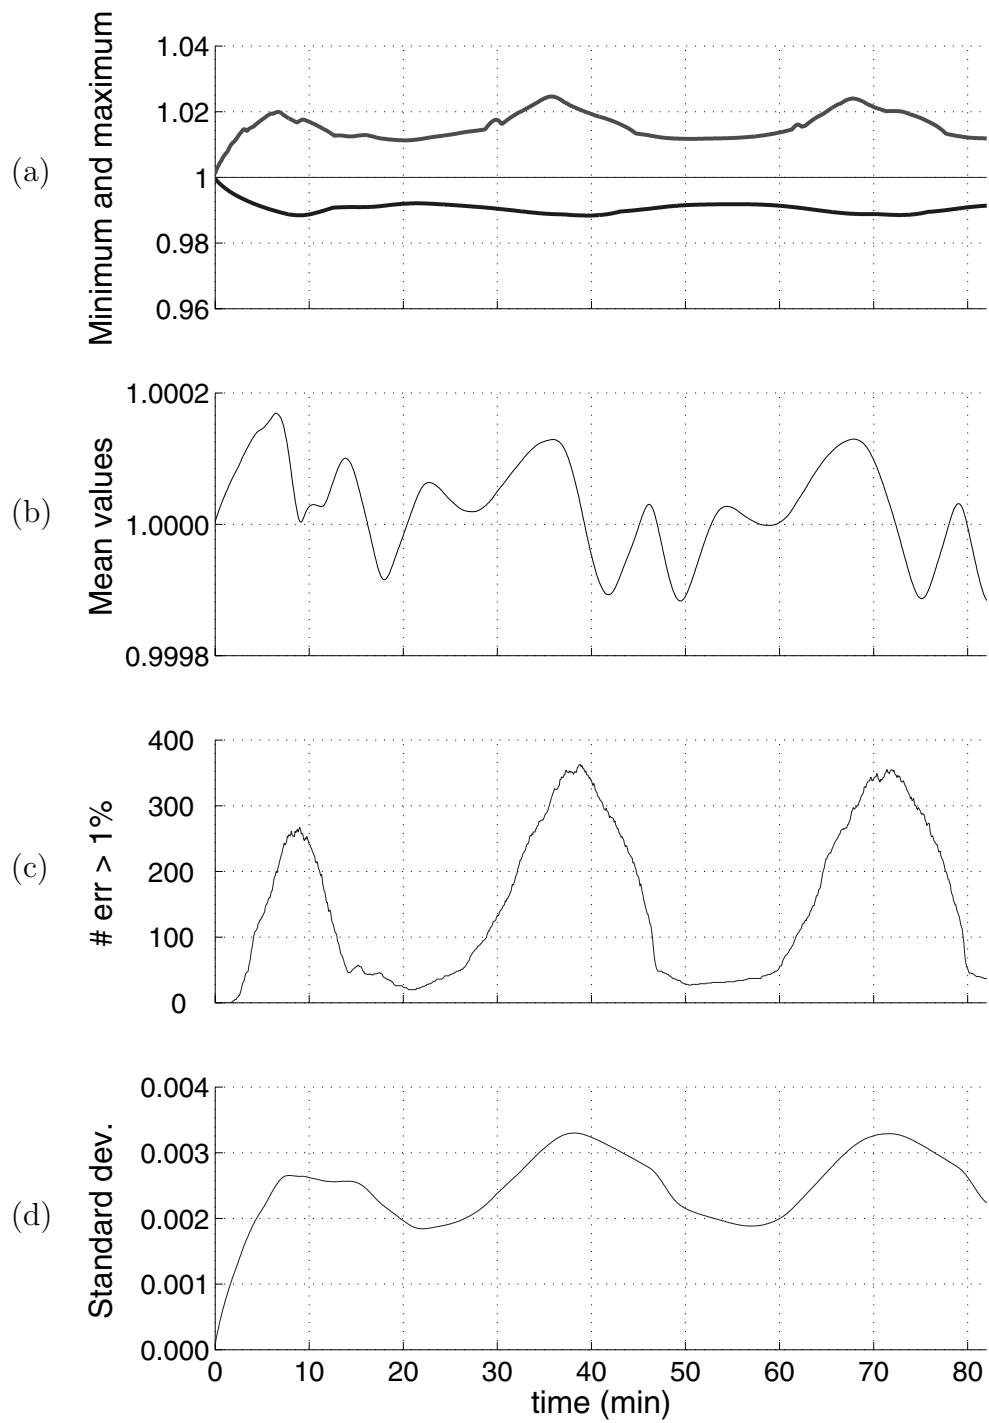 (a)
Minimum and maximum
1.04
1.02
1
0.98
0.96
(b)
Mean values
1.0002
1.0000
0.9998
(c)
# err > 1%
400
300
200
100
0
(d)
Standard dev.
0.004
0.003
0.002
0.001
0.000
0 10 20 30 40 50 60 70 80
time (min)